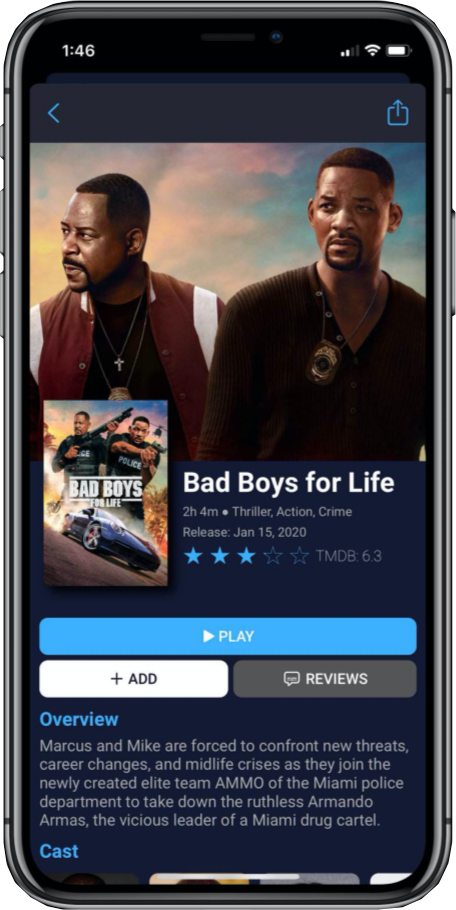 1:46
POLICE
POLICE
BAD BOYS
FOR LIFE
Bad Boys for Life
2h 4m ● Thriller, Action, Crime
Release: Jan 15, 2020
TMDB: 6.3
PLAY
+ ADD
REVIEWS
Overview
Marcus and Mike are forced to confront new threats,
career changes, and midlife crises as they join the
newly created elite team AMMO of the Miami police
department to take down the ruthless Armando
Armas, the vicious leader of a Miami drug cartel.
Cast